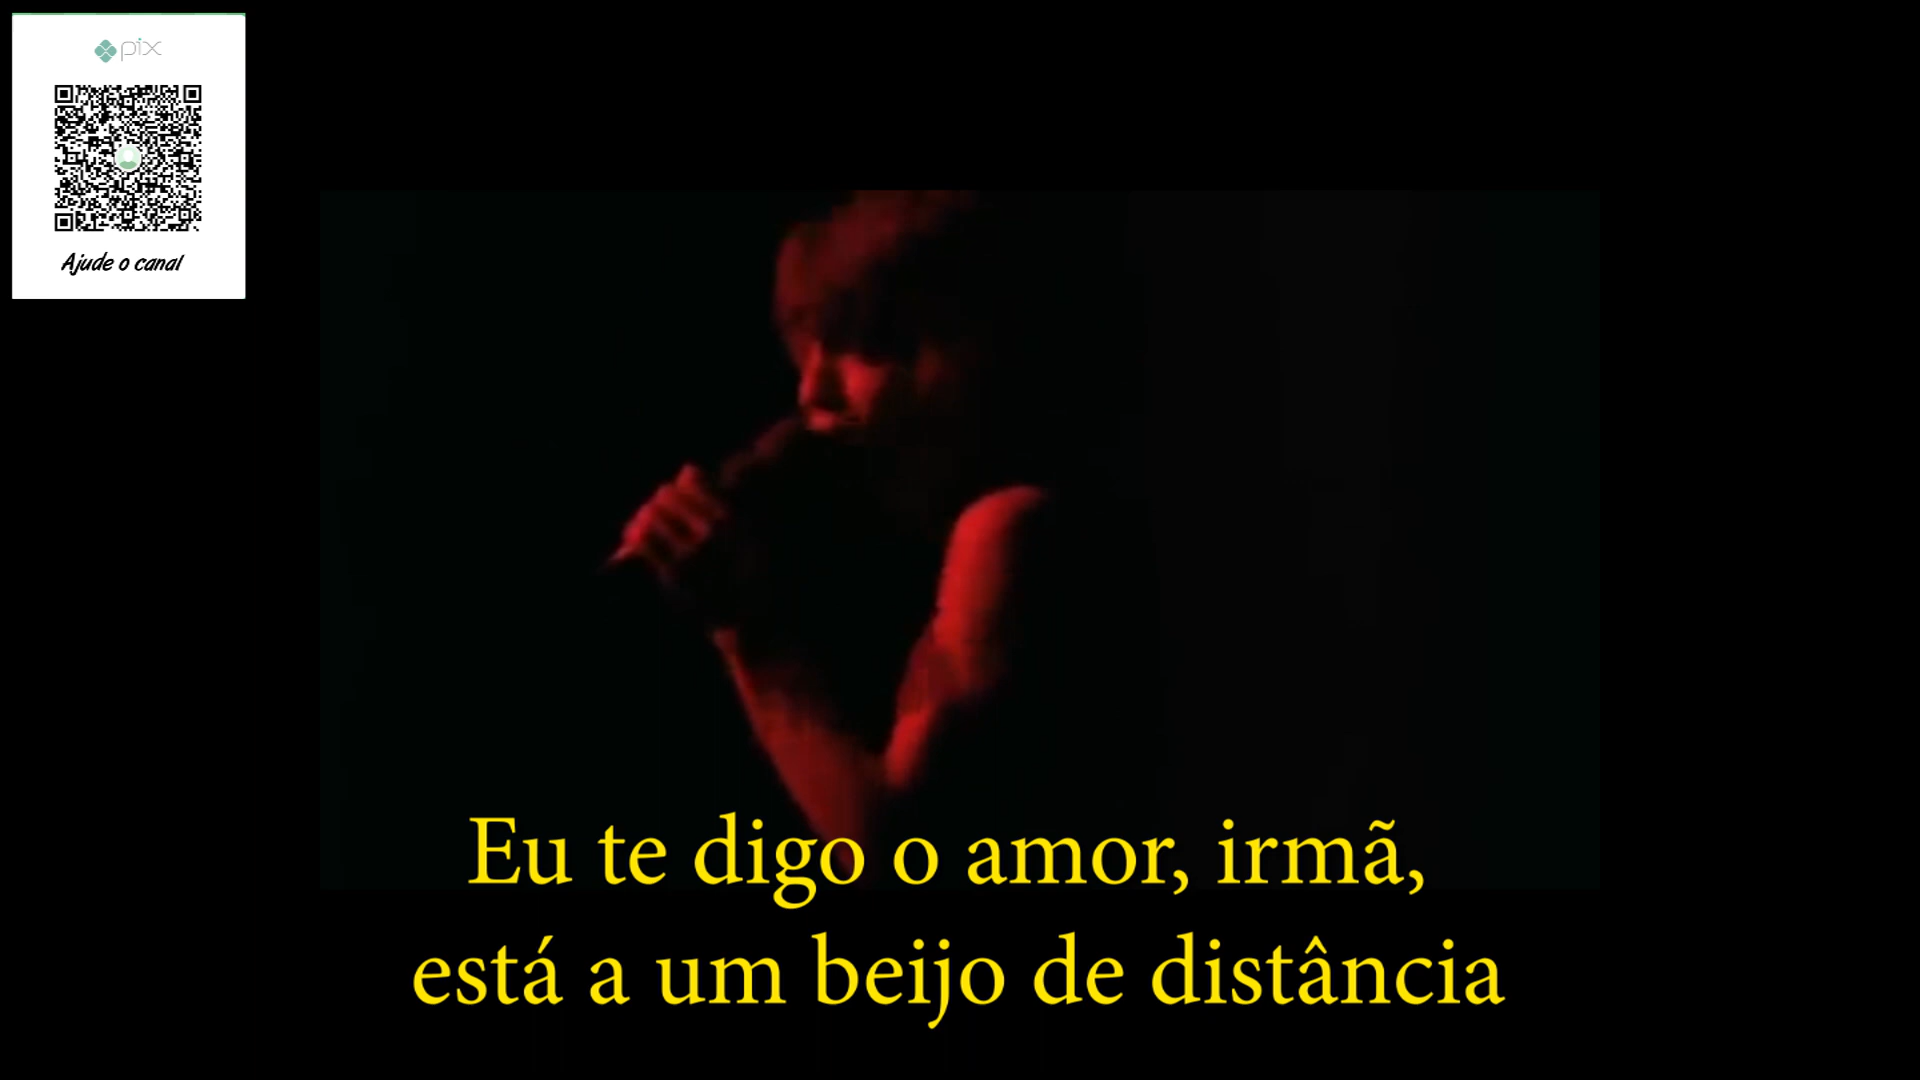 pix
Ajude o canal
Eu te digo o amor, irmã,
está a um beijo de distância